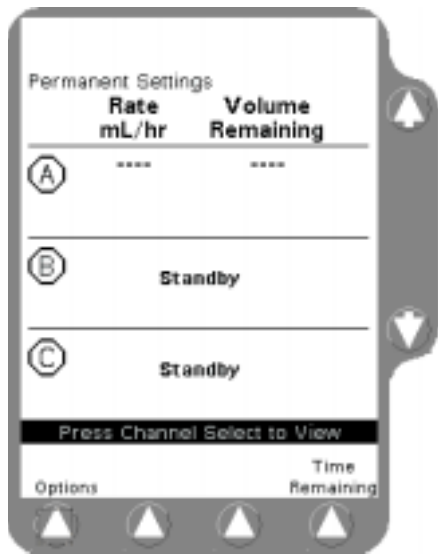 Permanent Settings
Rate Volume
mL/hr Remaining
A ---- ----
B Standby
C Standby
Press Channel Select to View
Time
Options Remaining